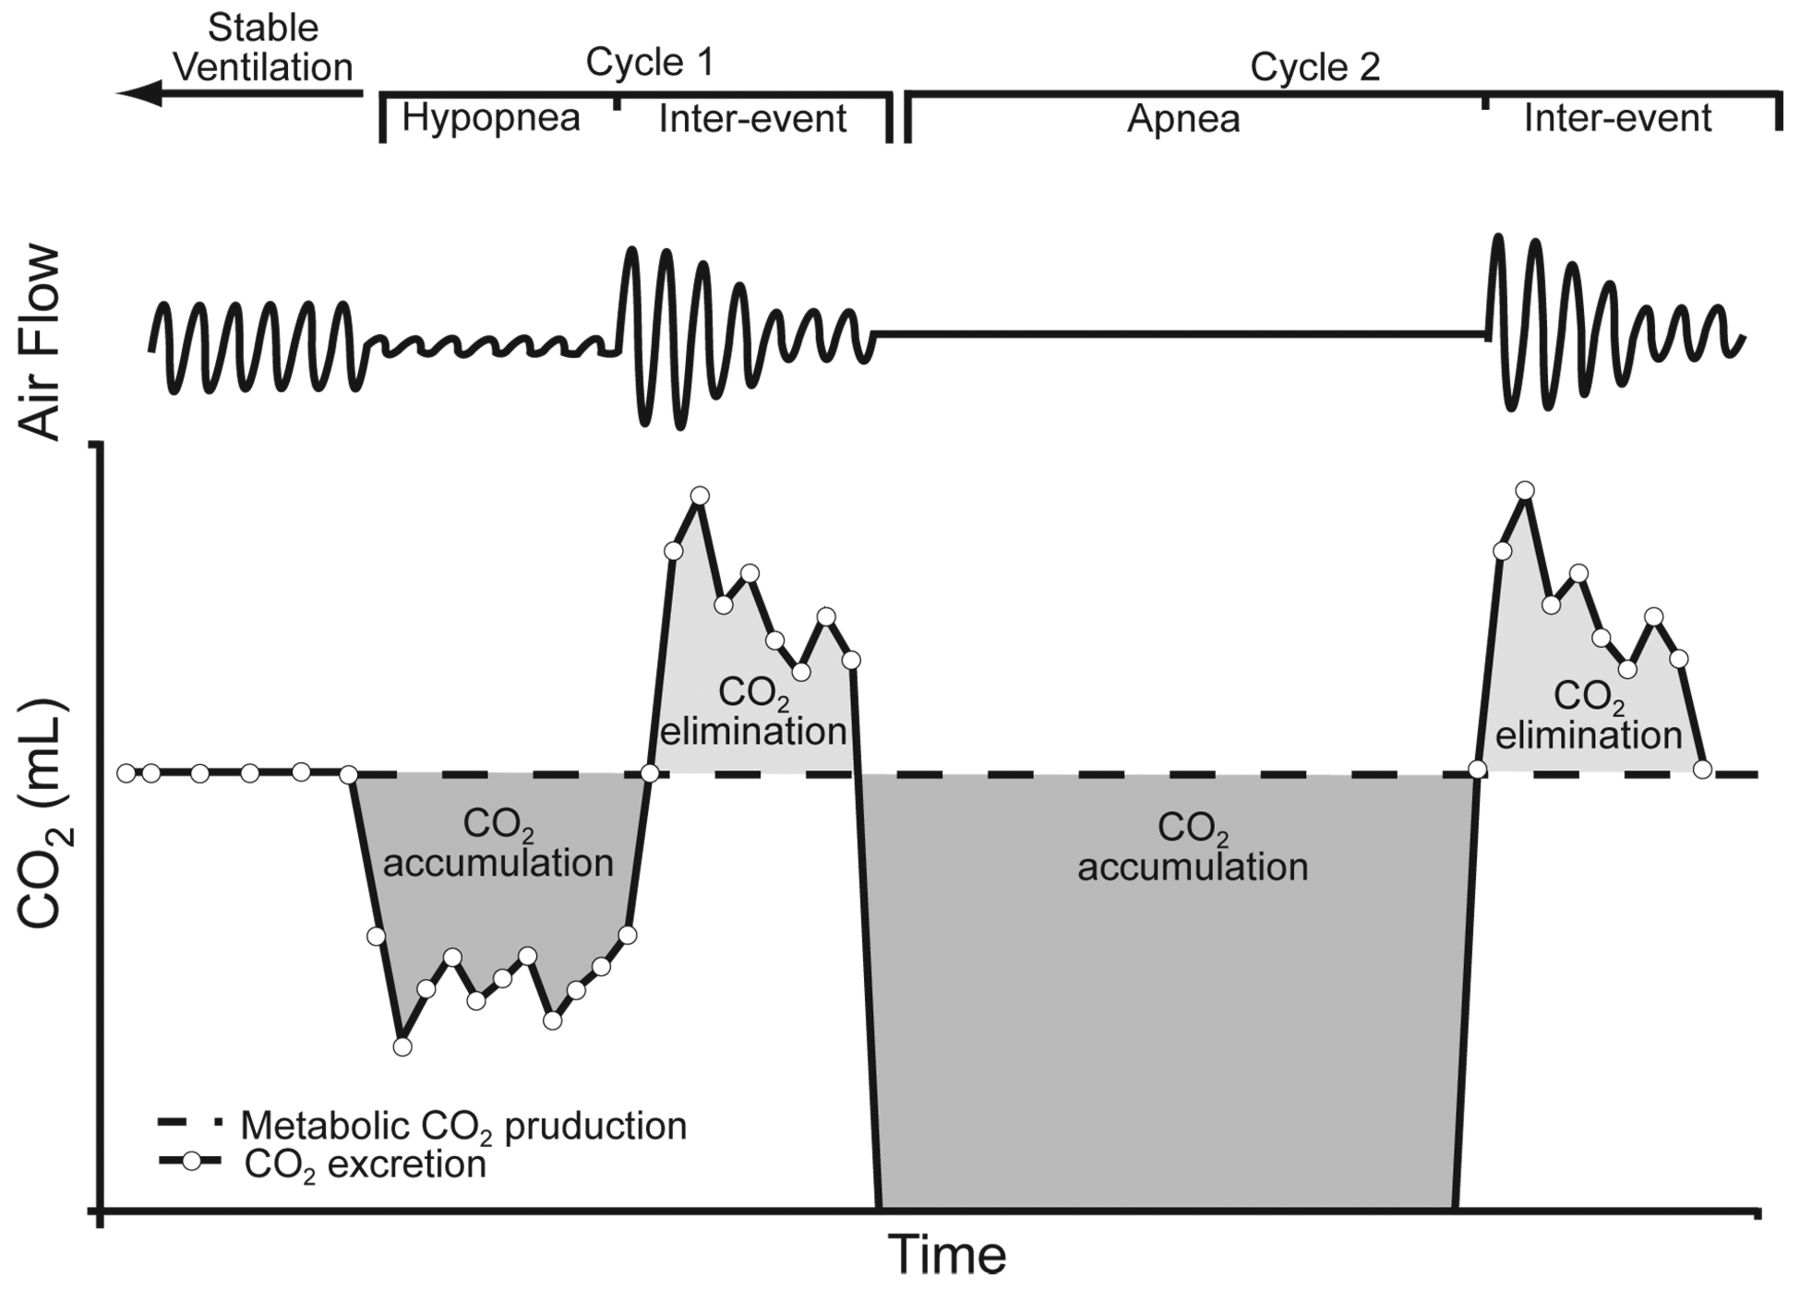 Stable
Ventilation
Cycle 1
Cycle 2
Hypopnea
Inter-event
Apnea
Inter-event
Air Flow
CO2 (mL)
CO2
elimination
CO2
elimination
CO2
accumulation
CO2
accumulation
Metabolic CO2 pruduction
CO2 excretion
Time